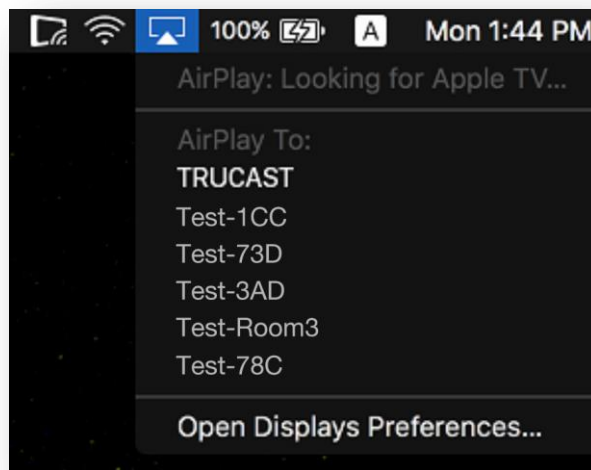 100% A Mon 1:44 PM
AirPlay: Looking for Apple TV...
AirPlay To:
TRUCAST
Test-1CC
Test-73D
Test-3AD
Test-Room3
Test-78C
Open Displays Preferences...